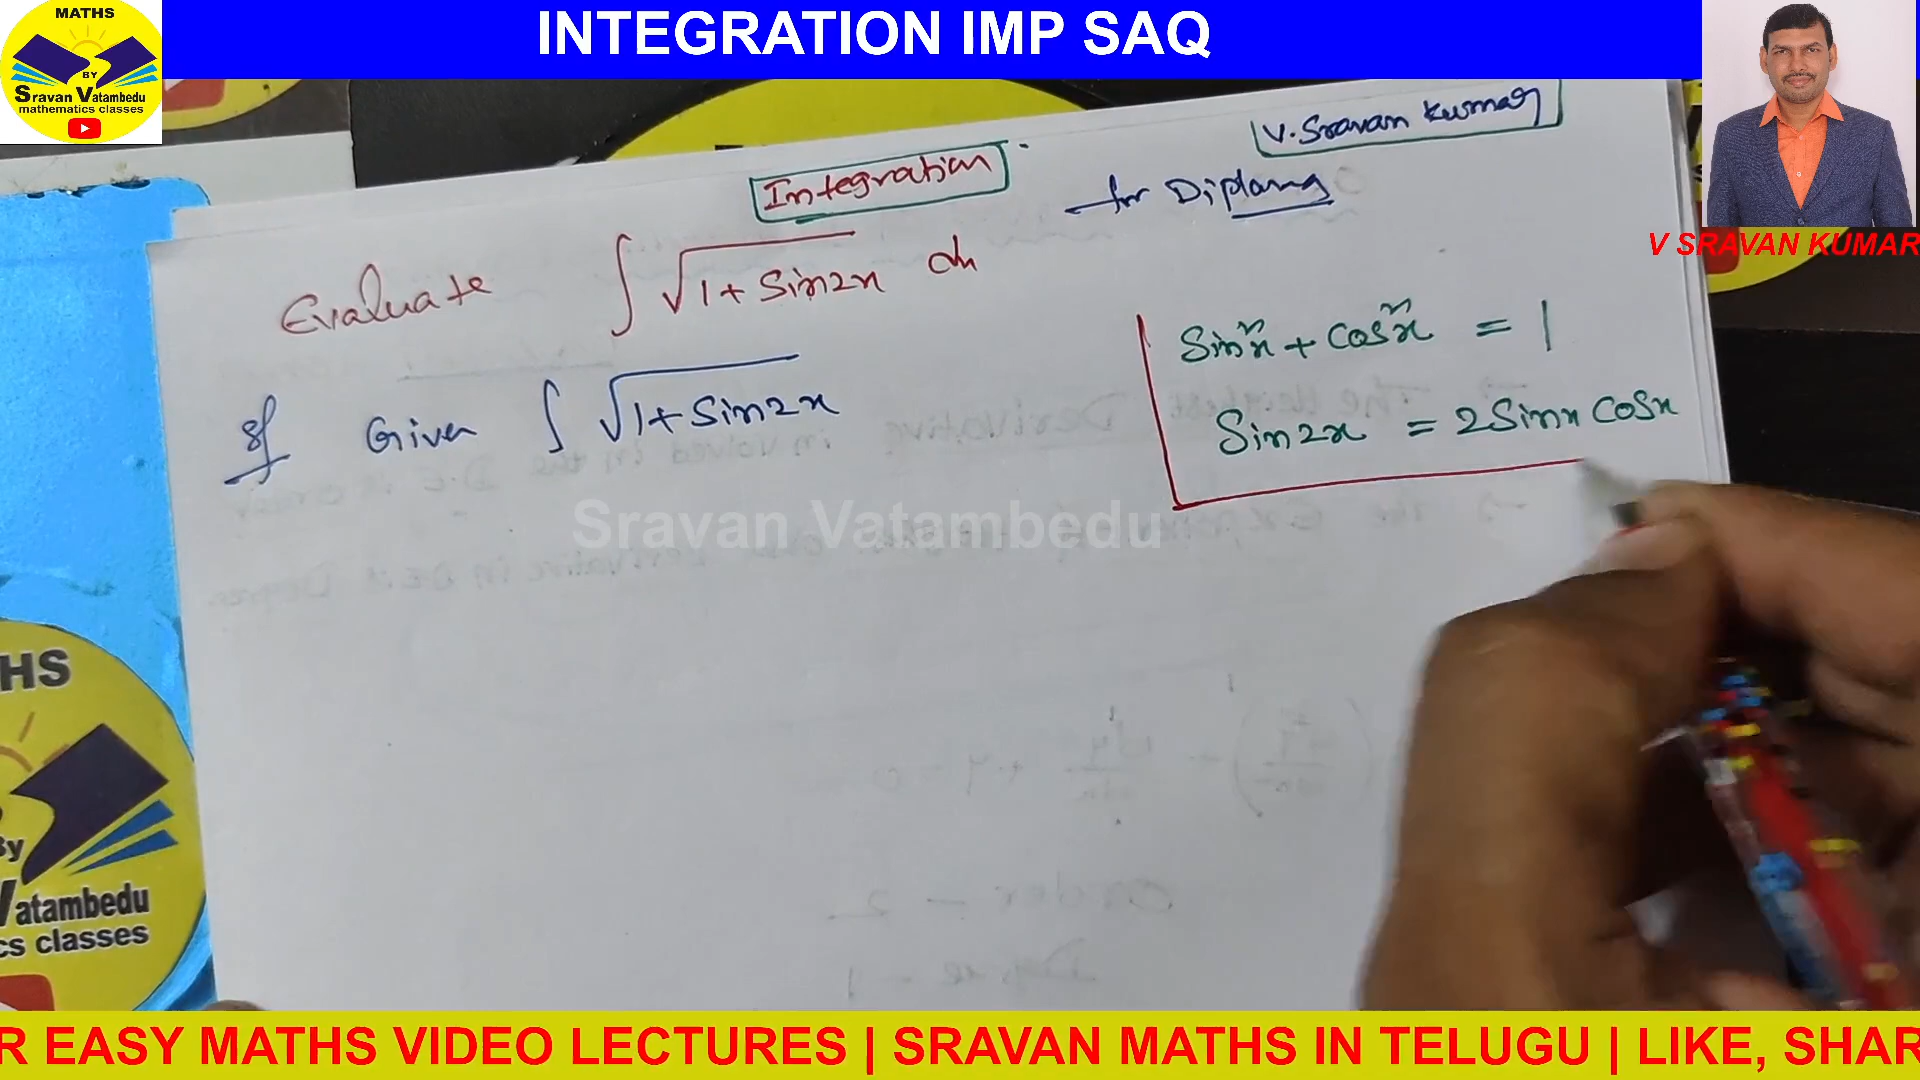 MATHS
BY
Sravan Vatambedu
mathematics classes
INTEGRATION IMP SAQ
V SRAVAN KUMAR
V. Sravan Kumar
Integration
for Diploma
Evaluate ∫ √1+ Sin2x dx
Sin²x + Cos²x = 1
Sol Given ∫ √1+ Sin2x
Sin2x = 2 Sinx Cosx
Sravan Vatambedu
HS
By
Vatambedu
cs classes
R EASY MATHS VIDEO LECTURES | SRAVAN MATHS IN TELUGU | LIKE, SHAR